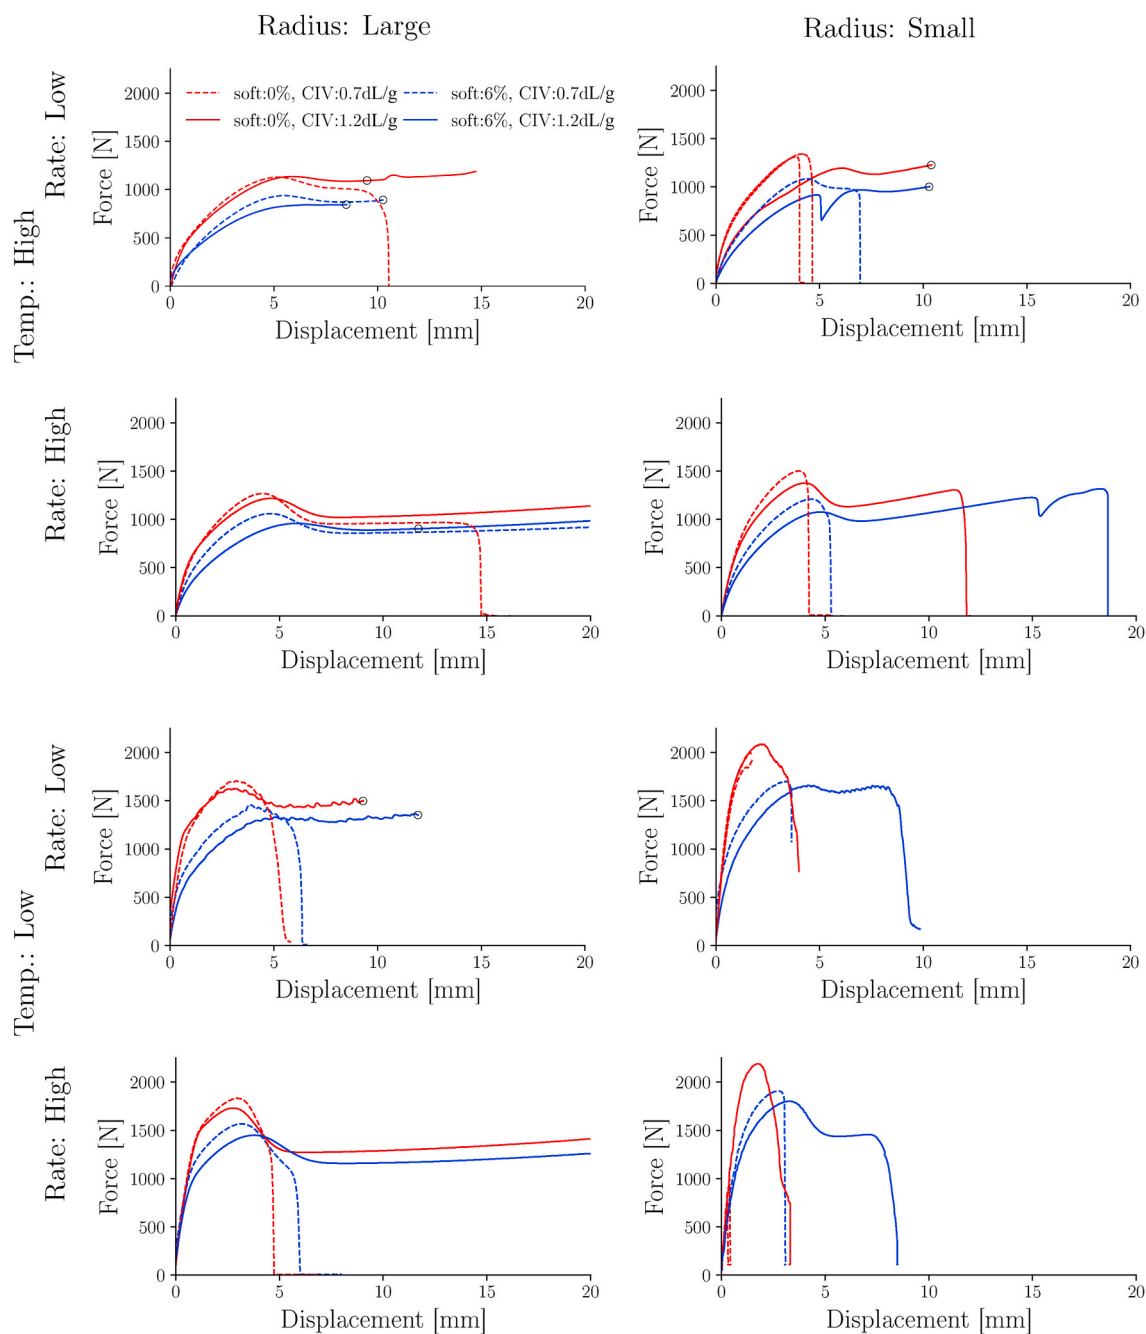 Radius: Large
Radius: Small
Temp.: High
Rate: Low
Force [N]
2000
1500
1000
500
0
soft:0%, CIV:0.7dL/g
soft:6%, CIV:0.7dL/g
soft:0%, CIV:1.2dL/g
soft:6%, CIV:1.2dL/g
0 5 10 15 20
Displacement [mm]
Force [N]
2000
1500
1000
500
0
0 5 10 15 20
Displacement [mm]
Rate: High
Force [N]
2000
1500
1000
500
0
0 5 10 15 20
Displacement [mm]
Force [N]
2000
1500
1000
500
0
0 5 10 15 20
Displacement [mm]
Temp.: Low
Rate: Low
Force [N]
2000
1500
1000
500
0
0 5 10 15 20
Displacement [mm]
Force [N]
2000
1500
1000
500
0
0 5 10 15 20
Displacement [mm]
Rate: High
Force [N]
2000
1500
1000
500
0
0 5 10 15 20
Displacement [mm]
Force [N]
2000
1500
1000
500
0
0 5 10 15 20
Displacement [mm]